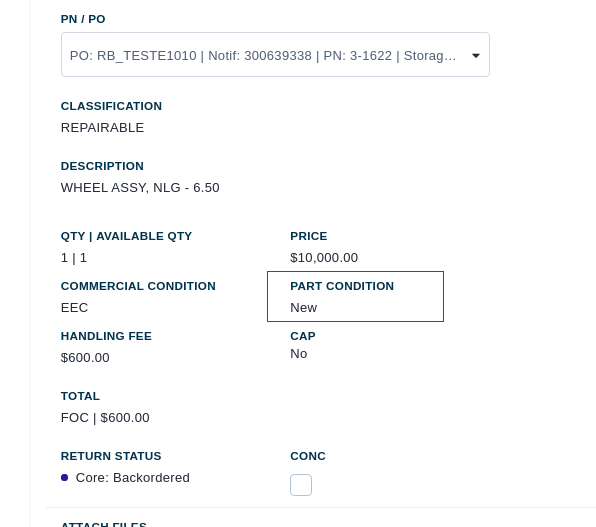 PN / PO
PO: RB_TESTE1010 | Notif: 300639338 | PN: 3-1622 | Storag...
CLASSIFICATION
REPAIRABLE
DESCRIPTION
WHEEL ASSY, NLG - 6.50
QTY | AVAILABLE QTY
1 | 1
PRICE
$10,000.00
COMMERCIAL CONDITION
EEC
PART CONDITION
New
HANDLING FEE
$600.00
CAP
No
TOTAL
FOC | $600.00
RETURN STATUS
Core: Backordered
CONC
ATTACH FILES